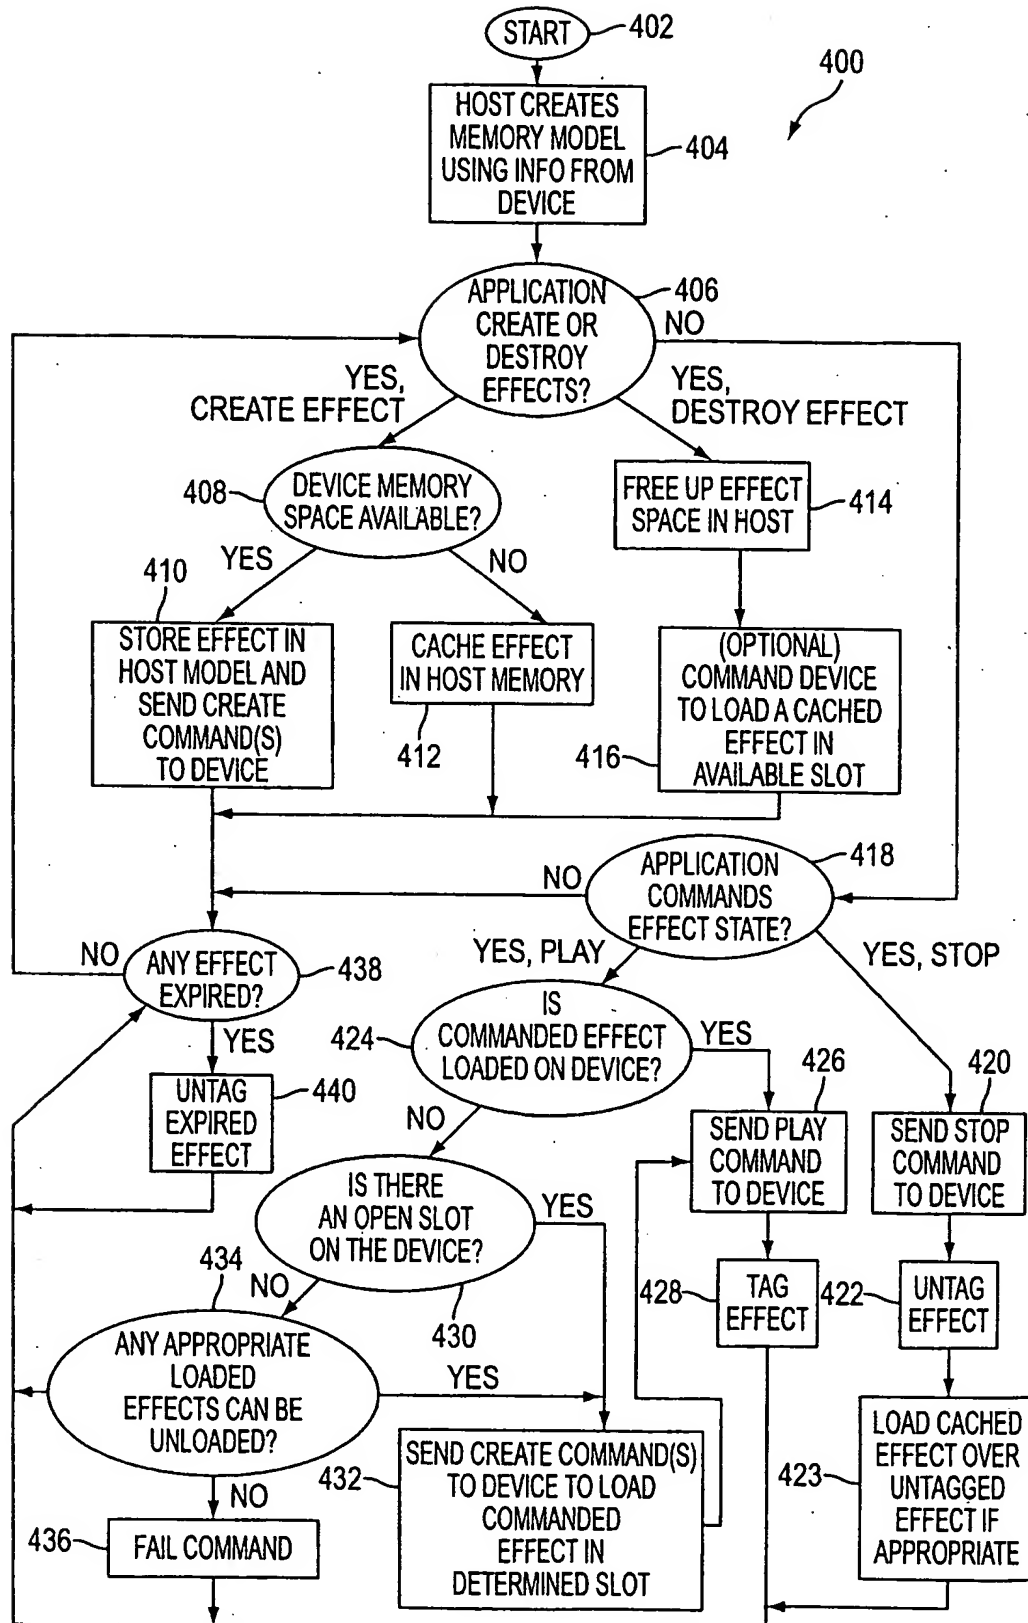 START
402
400
HOST CREATES
MEMORY MODEL
USING INFO FROM
DEVICE
404
APPLICATION
CREATE OR
DESTROY
EFFECTS?
406
NO
YES,
CREATE EFFECT
YES,
DESTROY EFFECT
408
DEVICE MEMORY
SPACE AVAILABLE?
FREE UP EFFECT
SPACE IN HOST
414
YES
NO
410
STORE EFFECT IN
HOST MODEL AND
SEND CREATE
COMMAND(S)
TO DEVICE
CACHE EFFECT
IN HOST MEMORY
412
(OPTIONAL)
COMMAND DEVICE
TO LOAD A CACHED
EFFECT IN
AVAILABLE SLOT
416
APPLICATION
COMMANDS
EFFECT STATE?
418
NO
YES, PLAY
YES, STOP
NO
ANY EFFECT
EXPIRED?
438
YES
UNTAG
EXPIRED
EFFECT
440
424
IS
COMMANDED EFFECT
LOADED ON DEVICE?
YES
NO
426
SEND PLAY
COMMAND
TO DEVICE
420
SEND STOP
COMMAND
TO DEVICE
IS THERE
AN OPEN SLOT
ON THE DEVICE?
YES
NO
430
428
TAG
EFFECT
422
UNTAG
EFFECT
434
ANY APPROPRIATE
LOADED
EFFECTS CAN BE
UNLOADED?
YES
NO
432
SEND CREATE COMMAND(S)
TO DEVICE TO LOAD
COMMANDED
EFFECT IN
DETERMINED SLOT
423
LOAD CACHED
EFFECT OVER
UNTAGGED
EFFECT IF
APPROPRIATE
436
FAIL COMMAND